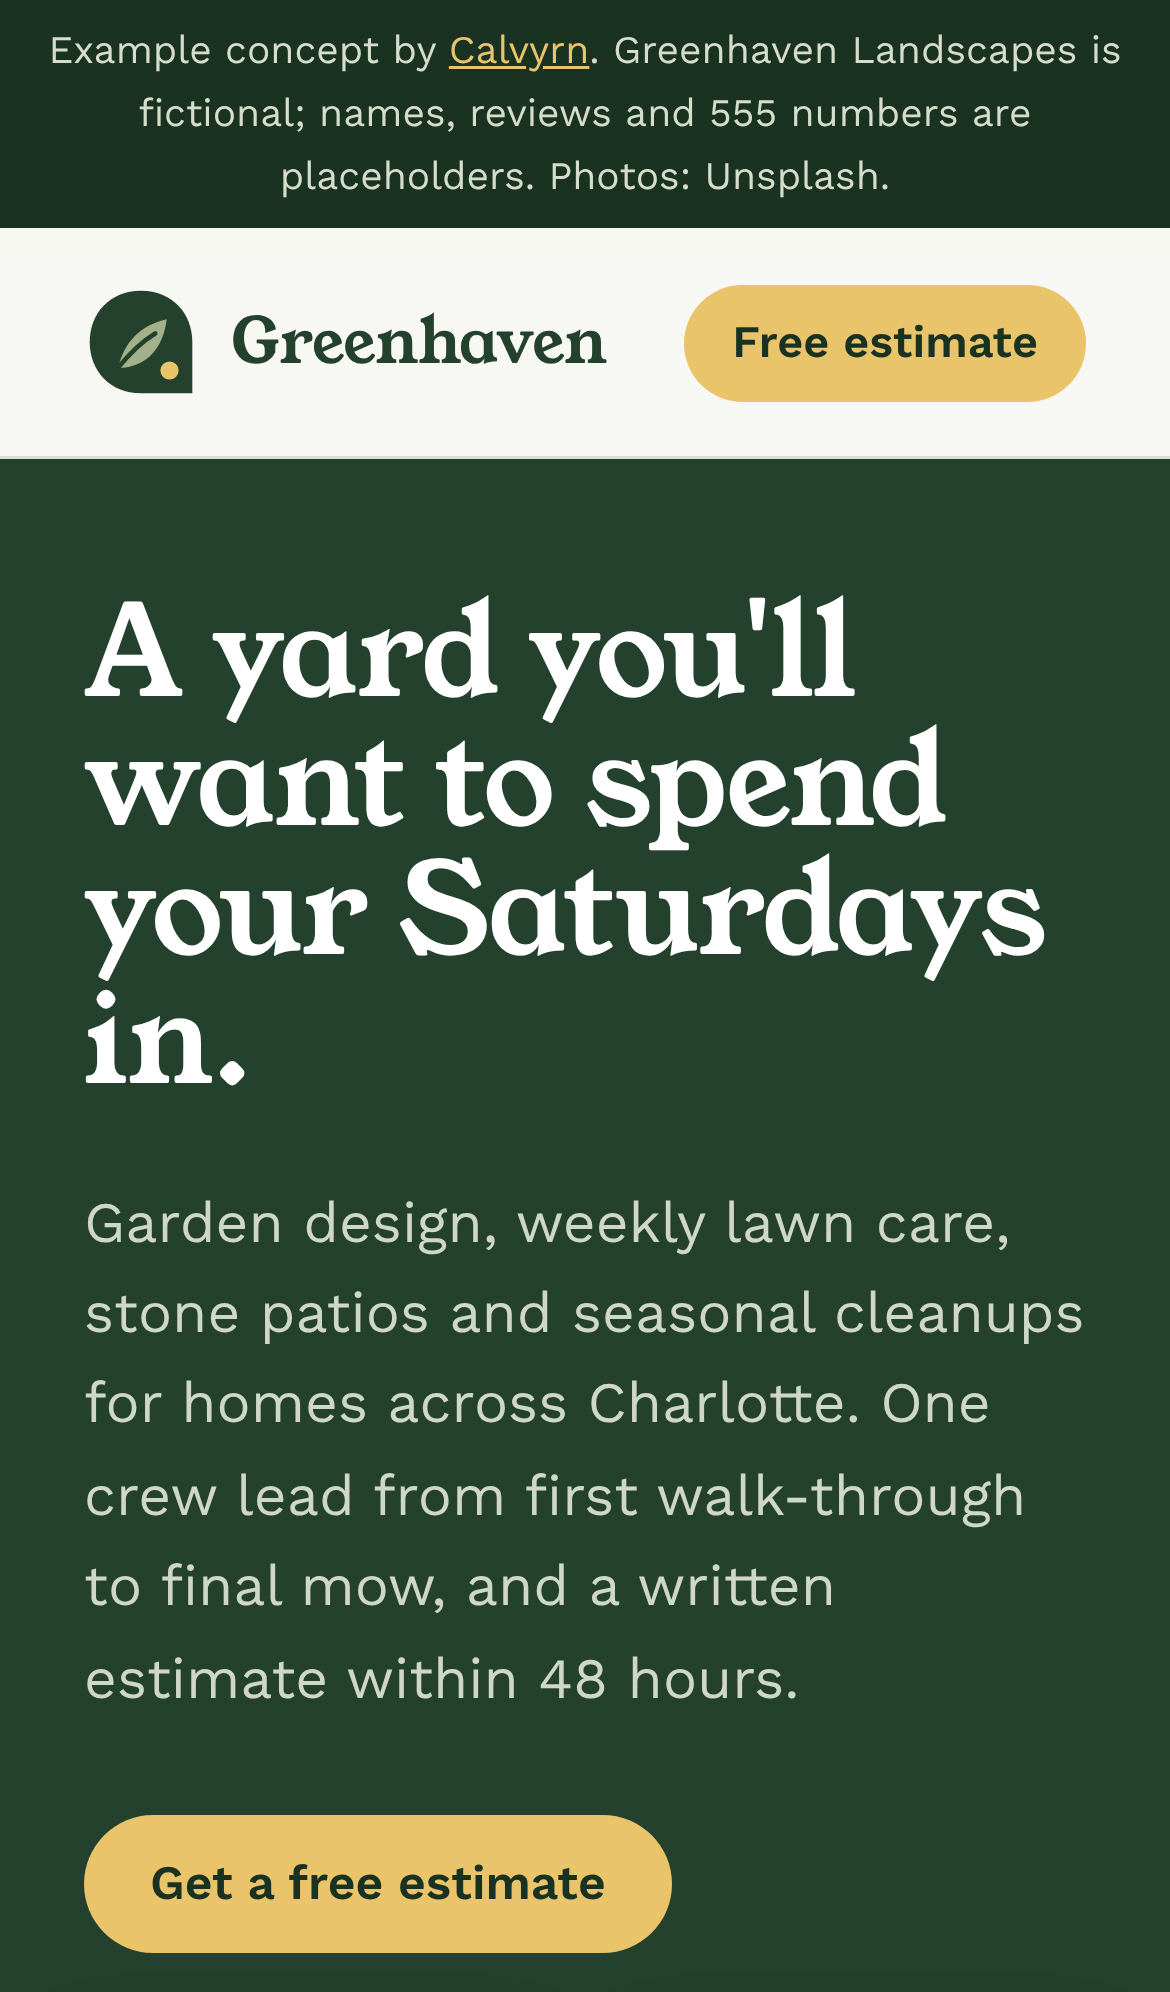 Example concept by Calvyrn. Greenhaven Landscapes is
fictional; names, reviews and 555 numbers are
placeholders. Photos: Unsplash.
Greenhaven
Free estimate
A yard you'll
want to spend
your Saturdays
in.
Garden design, weekly lawn care,
stone patios and seasonal cleanups
for homes across Charlotte. One
crew lead from first walk-through
to final mow, and a written
estimate within 48 hours.
Get a free estimate